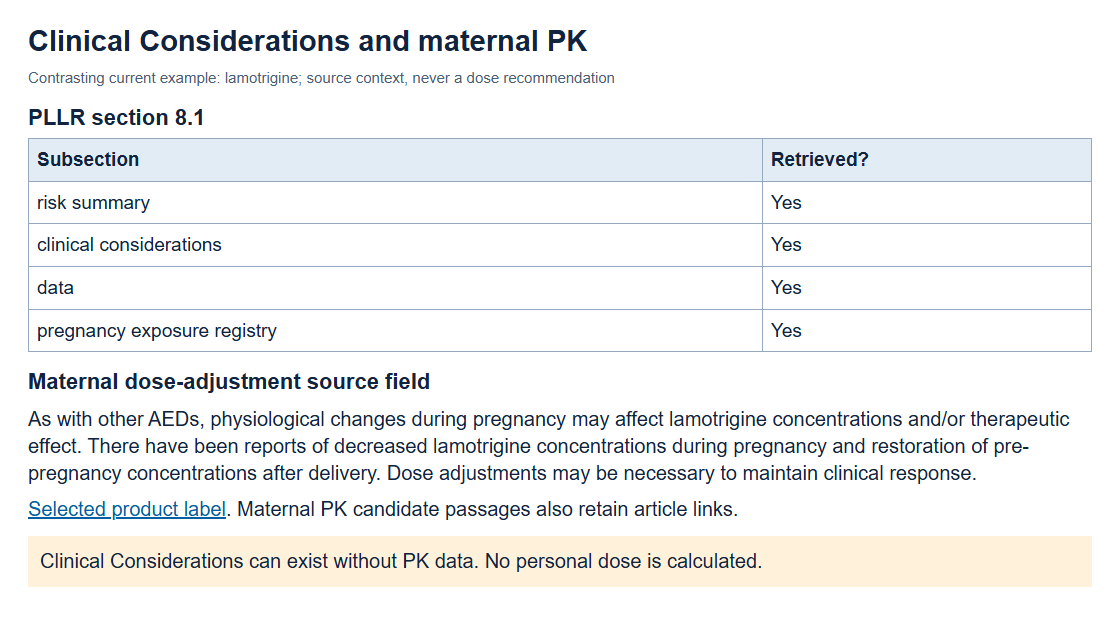 Clinical Considerations and maternal PK
Contrasting current example: lamotrigine; source context, never a dose recommendation
PLLR section 8.1
Subsection Retrieved?
risk summary Yes
clinical considerations Yes
data Yes
pregnancy exposure registry Yes
Maternal dose-adjustment source field
As with other AEDs, physiological changes during pregnancy may affect lamotrigine concentrations and/or therapeutic
effect. There have been reports of decreased lamotrigine concentrations during pregnancy and restoration of pre-
pregnancy concentrations after delivery. Dose adjustments may be necessary to maintain clinical response.
Selected product label. Maternal PK candidate passages also retain article links.
Clinical Considerations can exist without PK data. No personal dose is calculated.